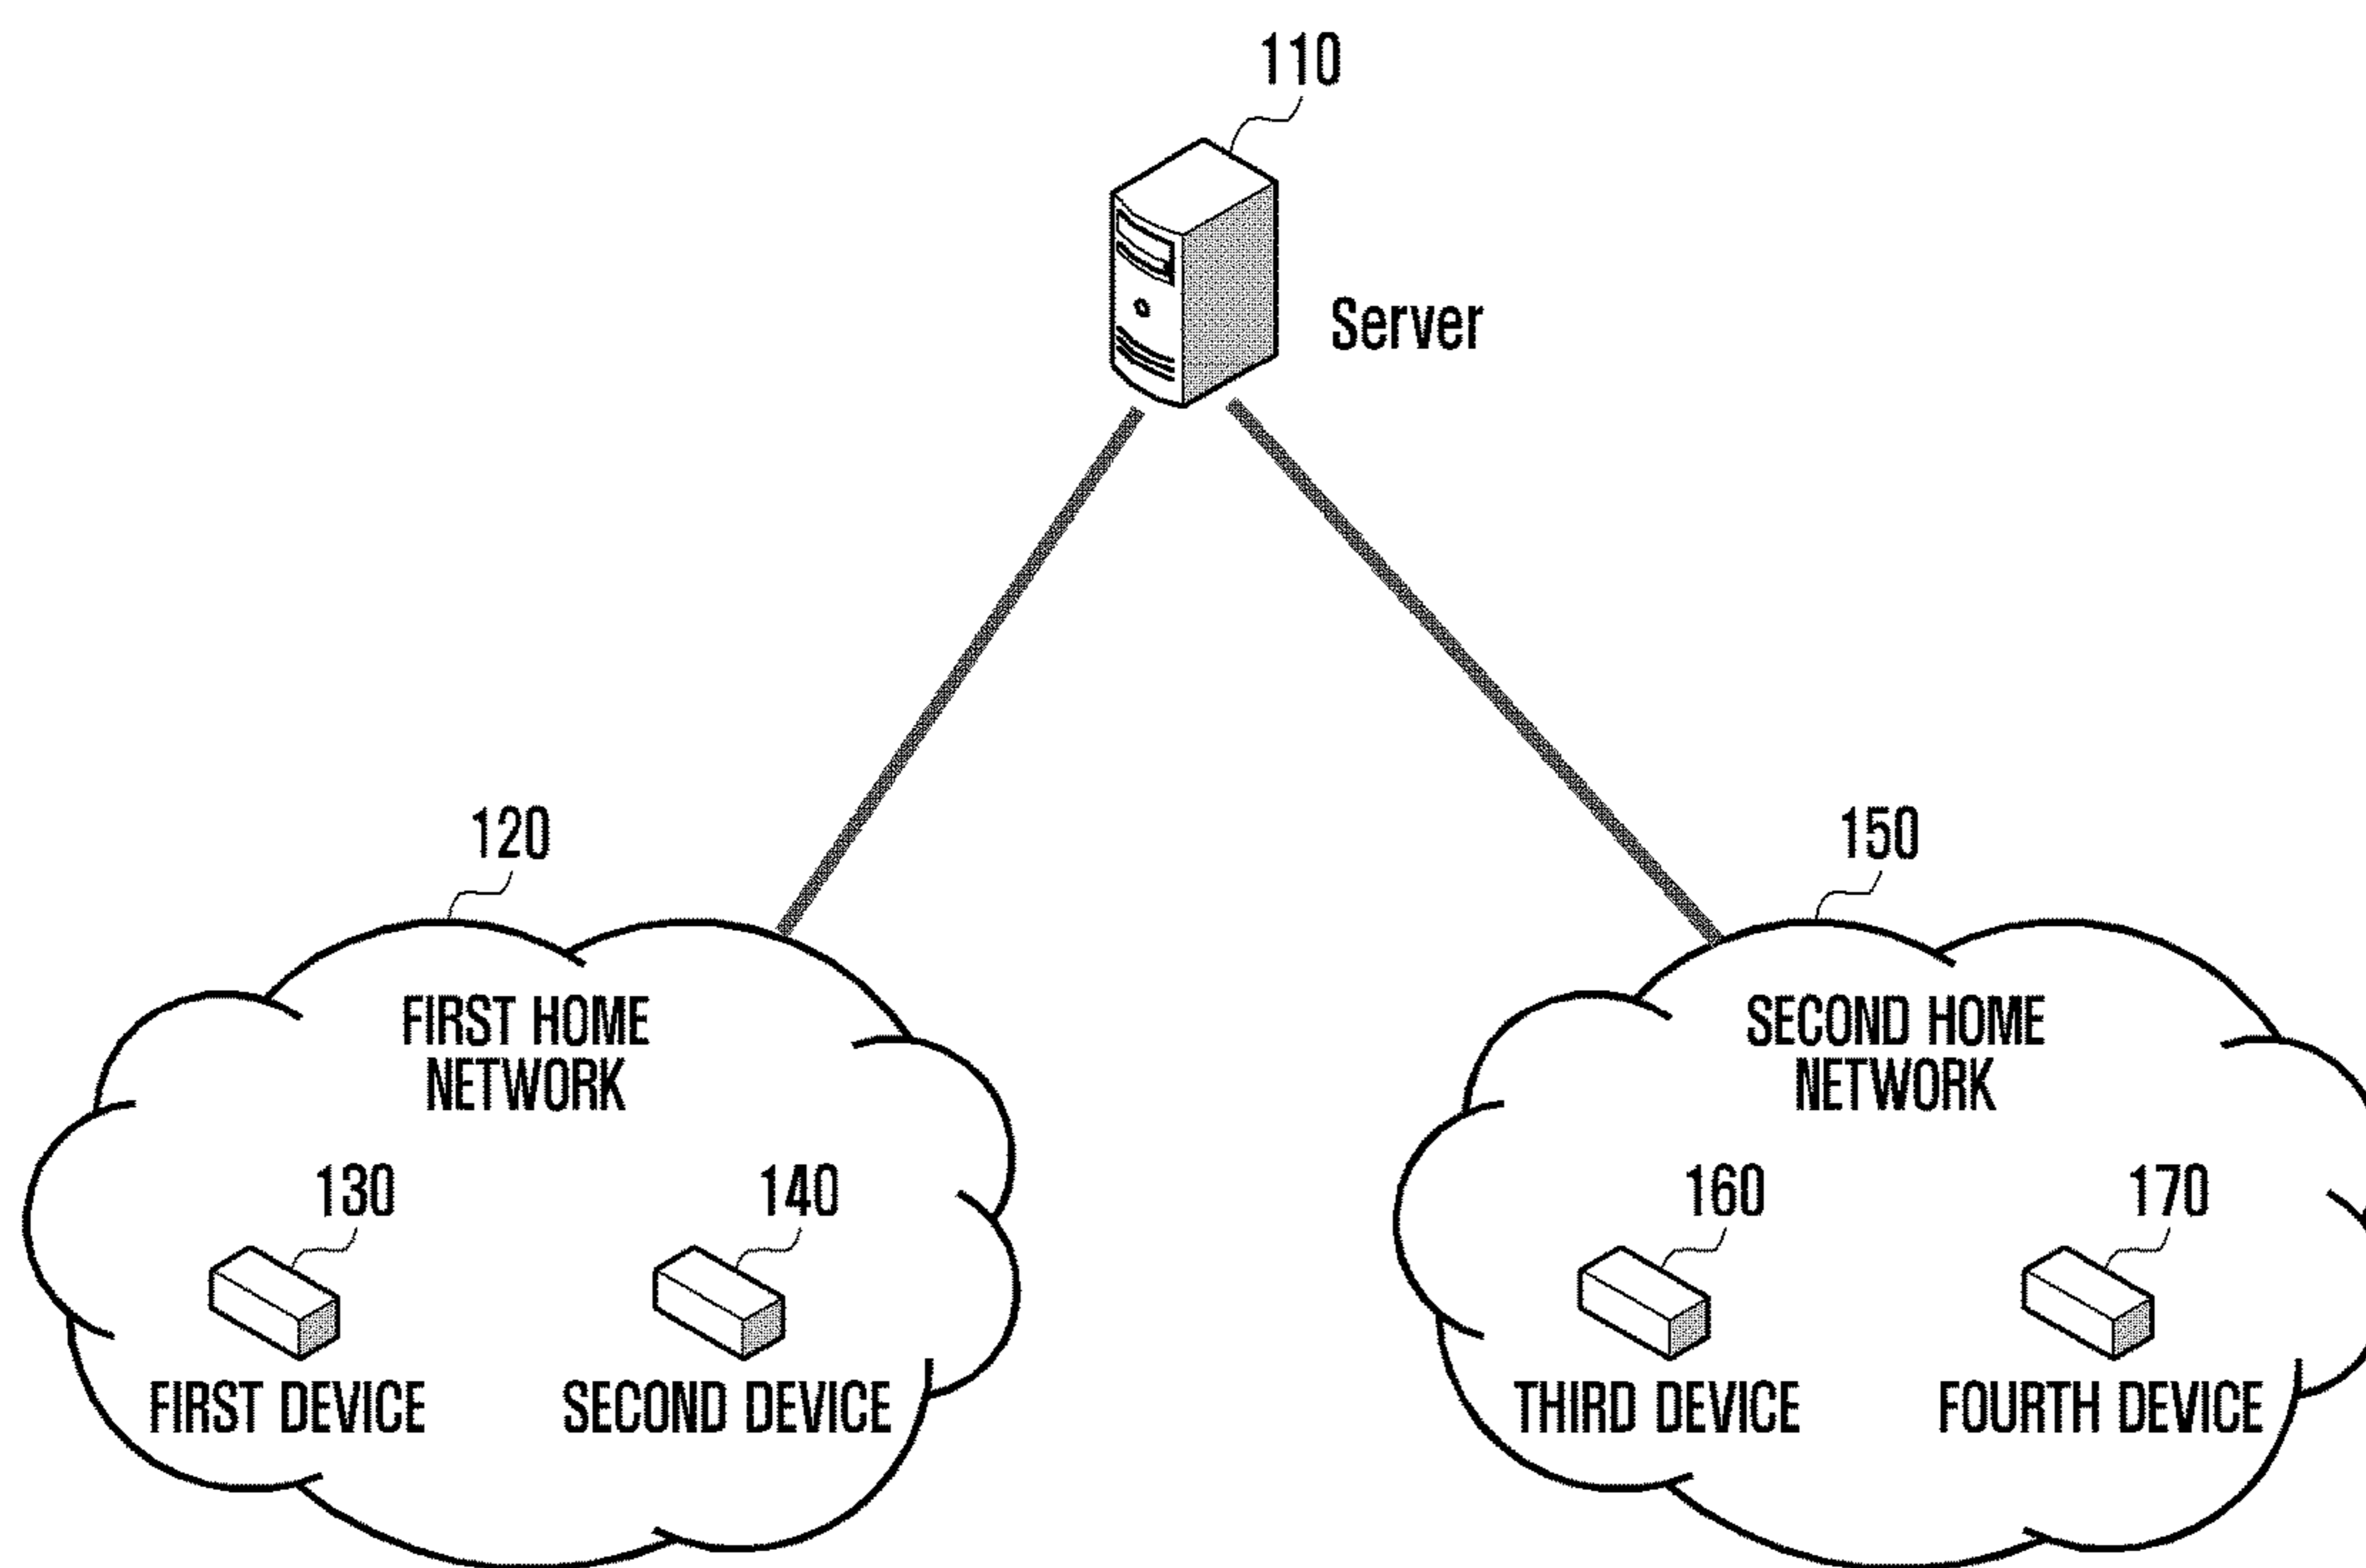 110
Server
120
150
FIRST HOME
NETWORK
SECOND HOME
NETWORK
130
140
160
170
FIRST DEVICE
SECOND DEVICE
THIRD DEVICE
FOURTH DEVICE